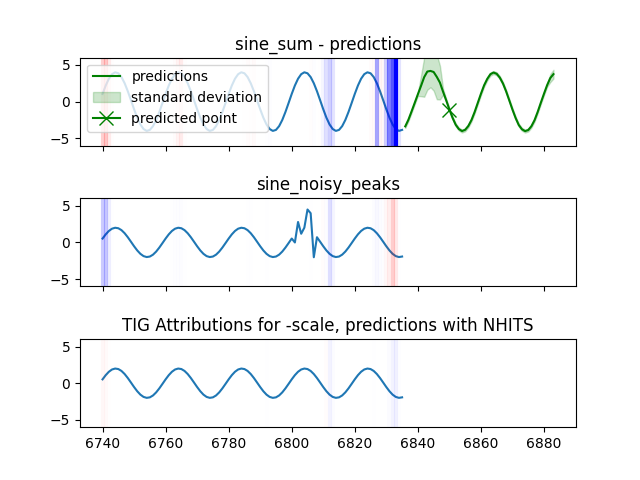 sine_sum - predictions
5
0
−5
predictions
standard deviation
predicted point
sine_noisy_peaks
5
0
−5
TIG Attributions for -scale, predictions with NHITS
5
0
−5
6740 6760 6780 6800 6820 6840 6860 6880